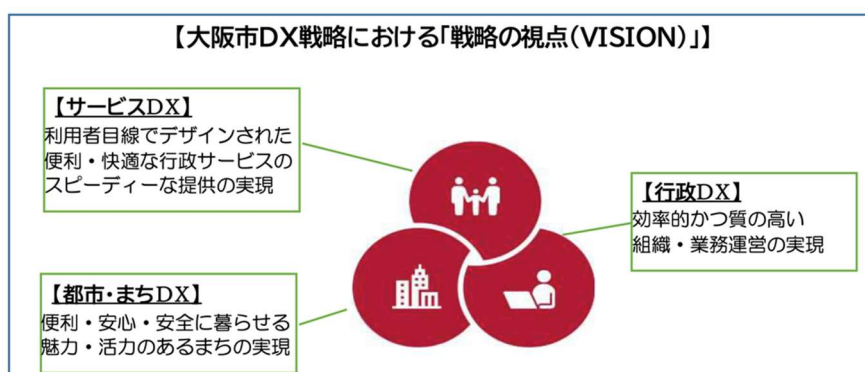 【大阪市DX戦略における「戦略の視点(VISION)」】
【サービスDX】
利用者目線でデザインされた
便利・快適な行政サービスの
スピーディーな提供の実現
【行政DX】
効率的かつ質の高い
組織・業務運営の実現
【都市・まちDX】
便利・安心・安全に暮らせる
魅力・活力のあるまちの実現